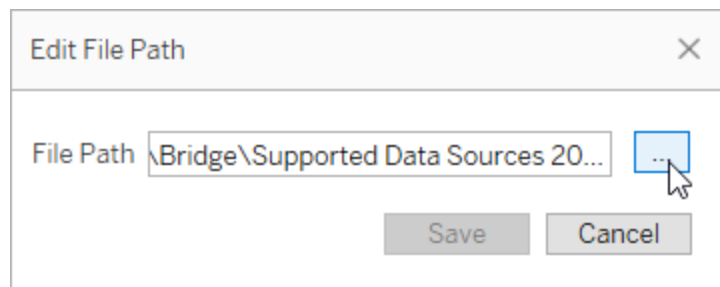 Edit File Path
File Path \Bridge\Supported Data Sources 20... ...
Save Cancel